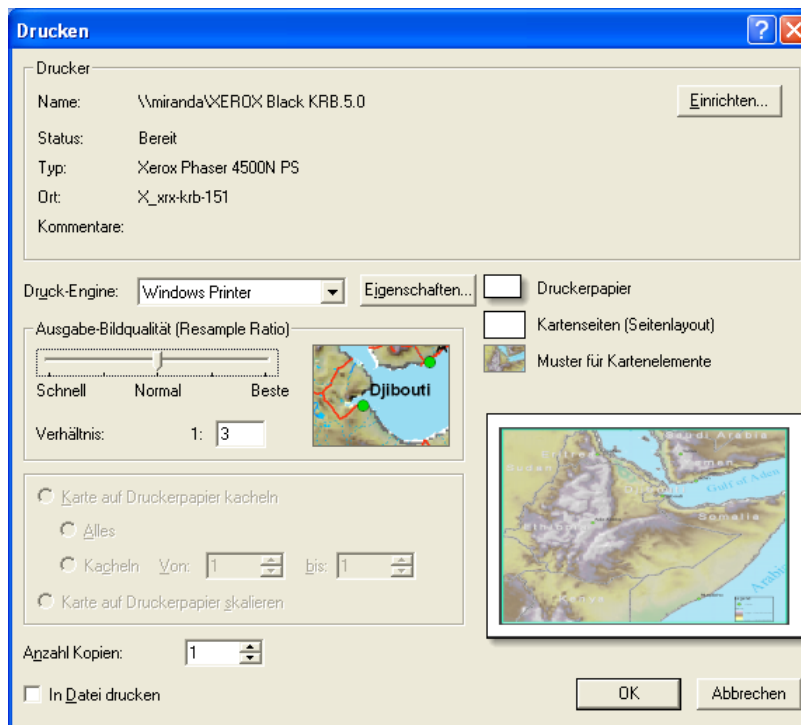 Drucken
Drucker
Name: \\miranda\XEROX Black KRB.5.0
Einrichten...
Status: Bereit
Typ: Xerox Phaser 4500N PS
Ort: X_xrx-krb-151
Kommentare:
Druck-Engine: Windows Printer
Eigenschaften...
Druckerpapier
Kartenseiten (Seitenlayout)
Muster für Kartenelemente
Ausgabe-Bildqualität (Resample Ratio)
Schnell Normal Beste
Verhältnis: 1: 3
Djibouti
Karte auf Druckerpapier kacheln
Alles
Kacheln Von: 1 bis: 1
Karte auf Druckerpapier skalieren
Saudi Arabia
Eritrea
Sudan
Yemen
Djibouti
Gulf of Aden
Ethiopia
Somalia
Kenya
Anzahl Kopien: 1
In Datei drucken
OK
Abbrechen